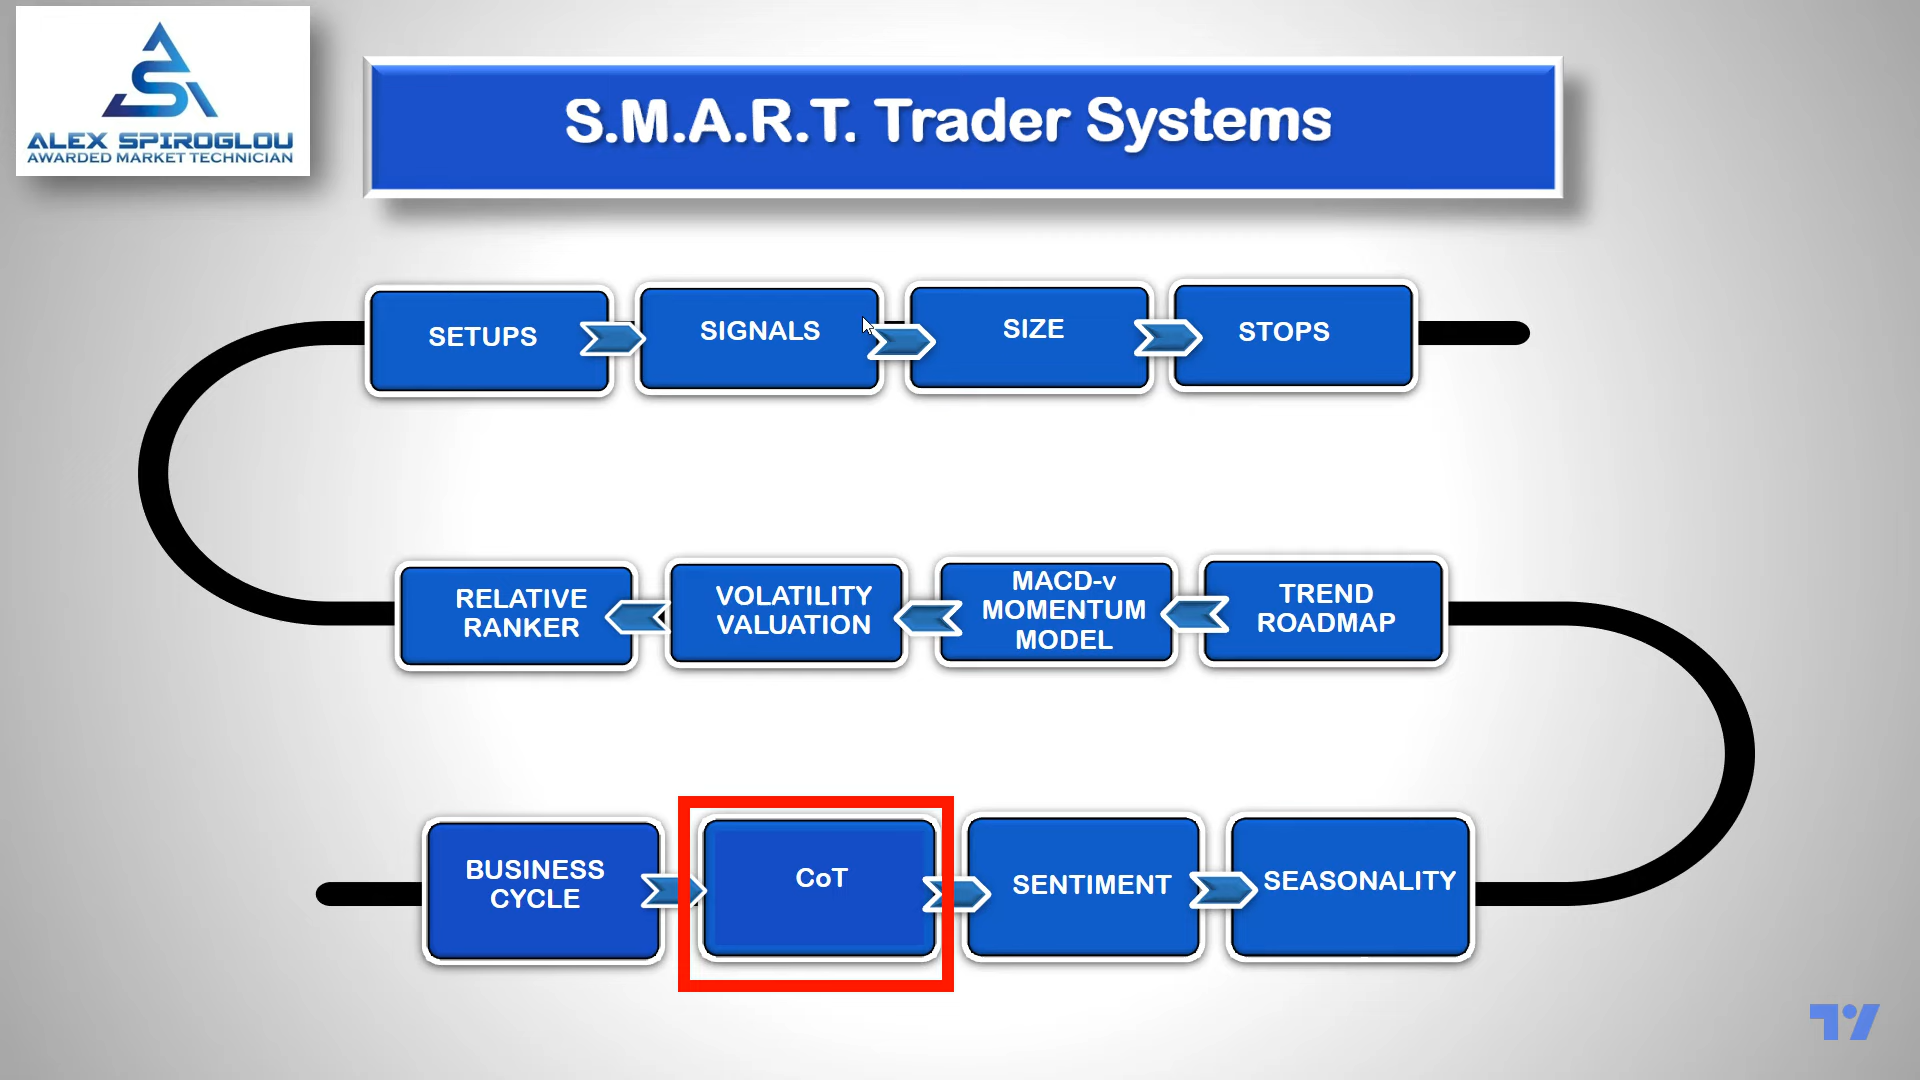 ALEX SPIROGLOU
AWARDED MARKET TECHNICIAN
S.M.A.R.T. Trader Systems
SETUPS
SIGNALS
SIZE
STOPS
RELATIVE
RANKER
VOLATILITY
VALUATION
MACD-v
MOMENTUM
MODEL
TREND
ROADMAP
BUSINESS
CYCLE
CoT
SENTIMENT
SEASONALITY